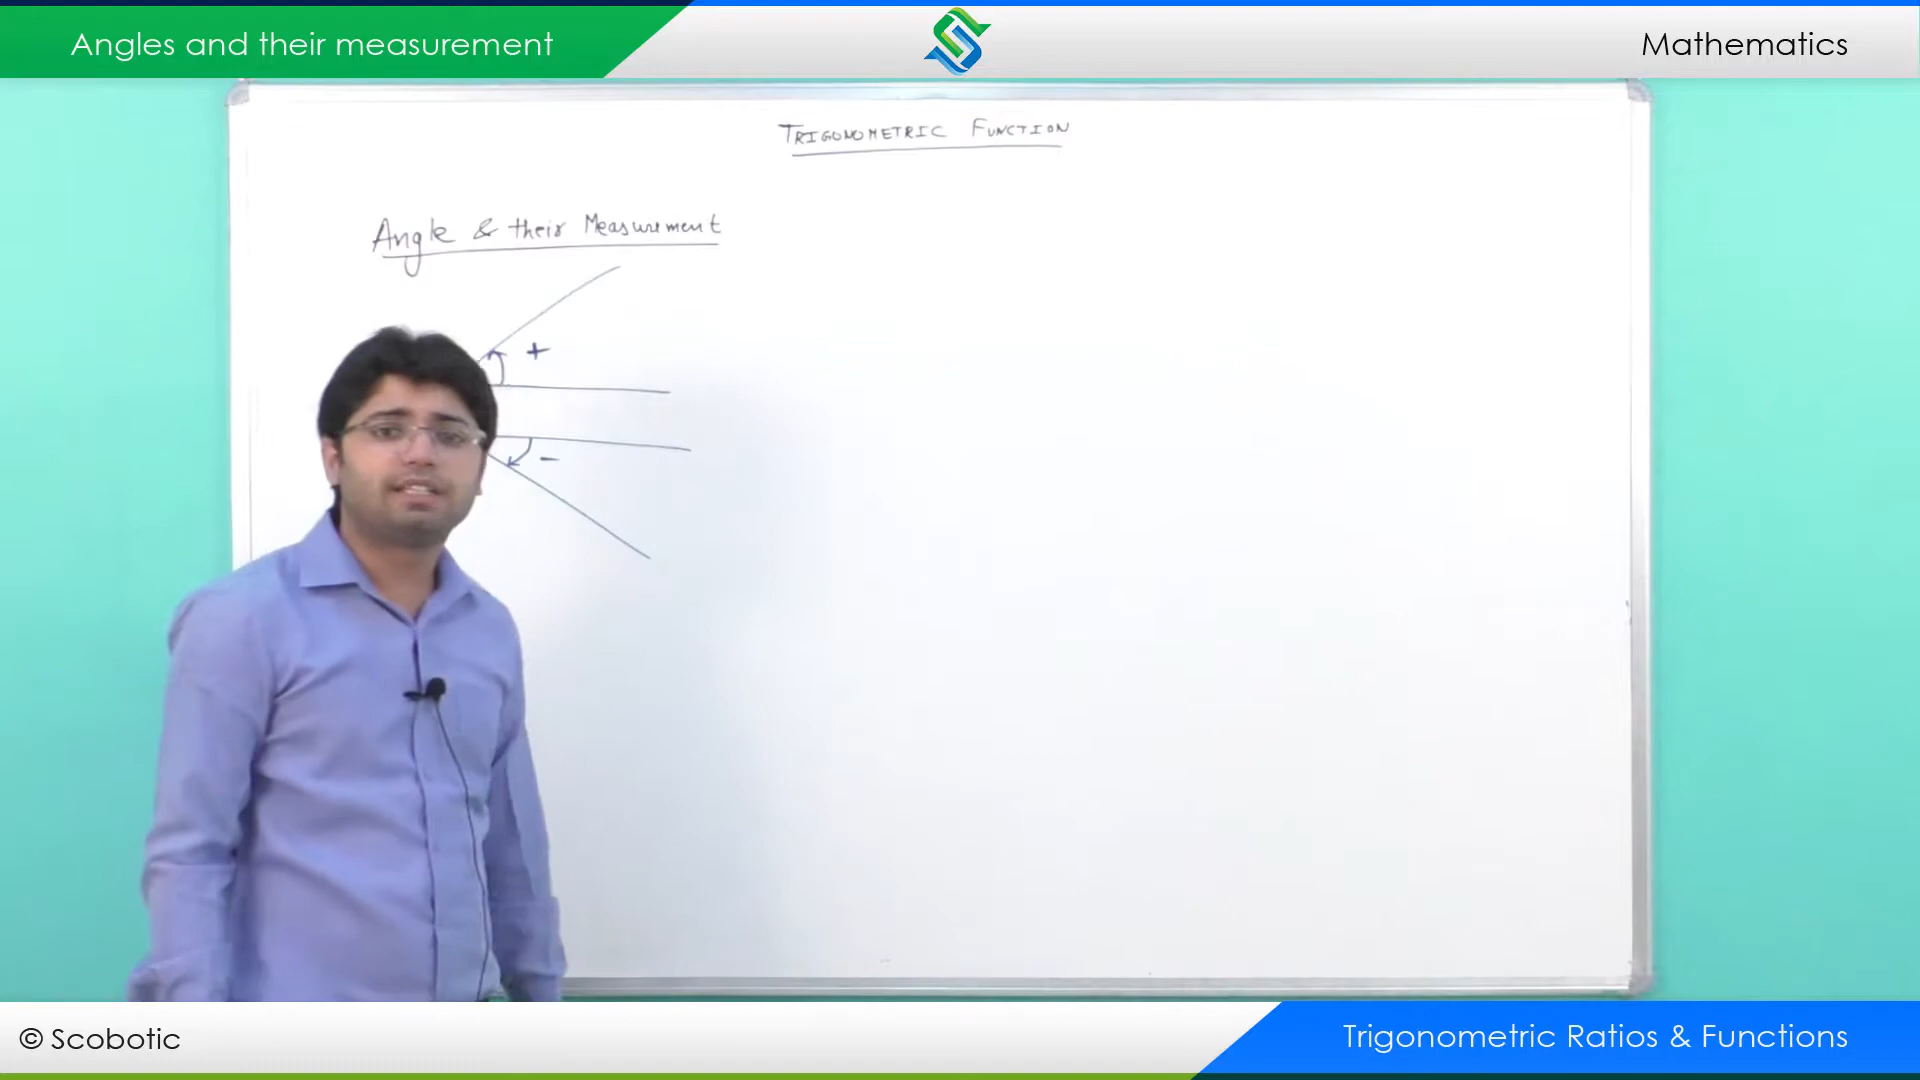 Angles and their measurement
Mathematics
TRIGONOMETRIC FUNCTION
Angle & their Measurement
+
-
© Scobotic
Trigonometric Ratios & Functions